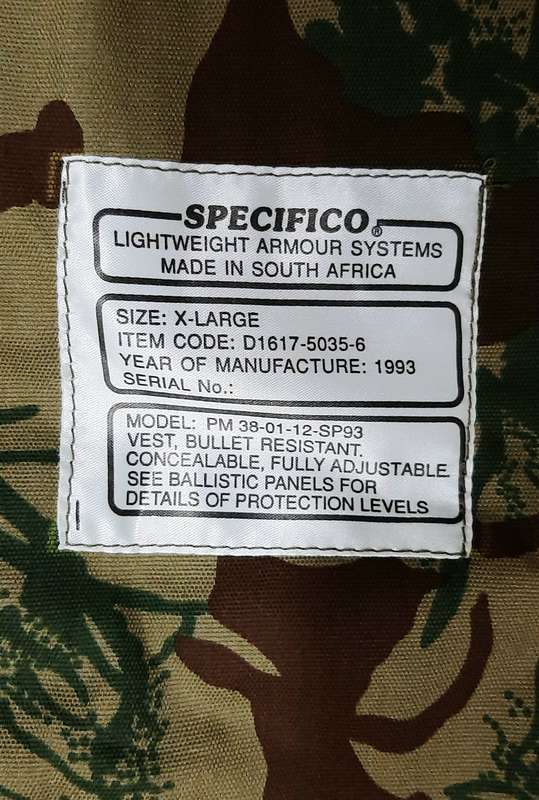 SPECIFICO®
LIGHTWEIGHT ARMOUR SYSTEMS
MADE IN SOUTH AFRICA
SIZE: X-LARGE
ITEM CODE: D1617-5035-6
YEAR OF MANUFACTURE: 1993
SERIAL No.:
MODEL: PM 38-01-12-SP93
VEST, BULLET RESISTANT.
CONCEALABLE, FULLY ADJUSTABLE.
SEE BALLISTIC PANELS FOR
DETAILS OF PROTECTION LEVELS